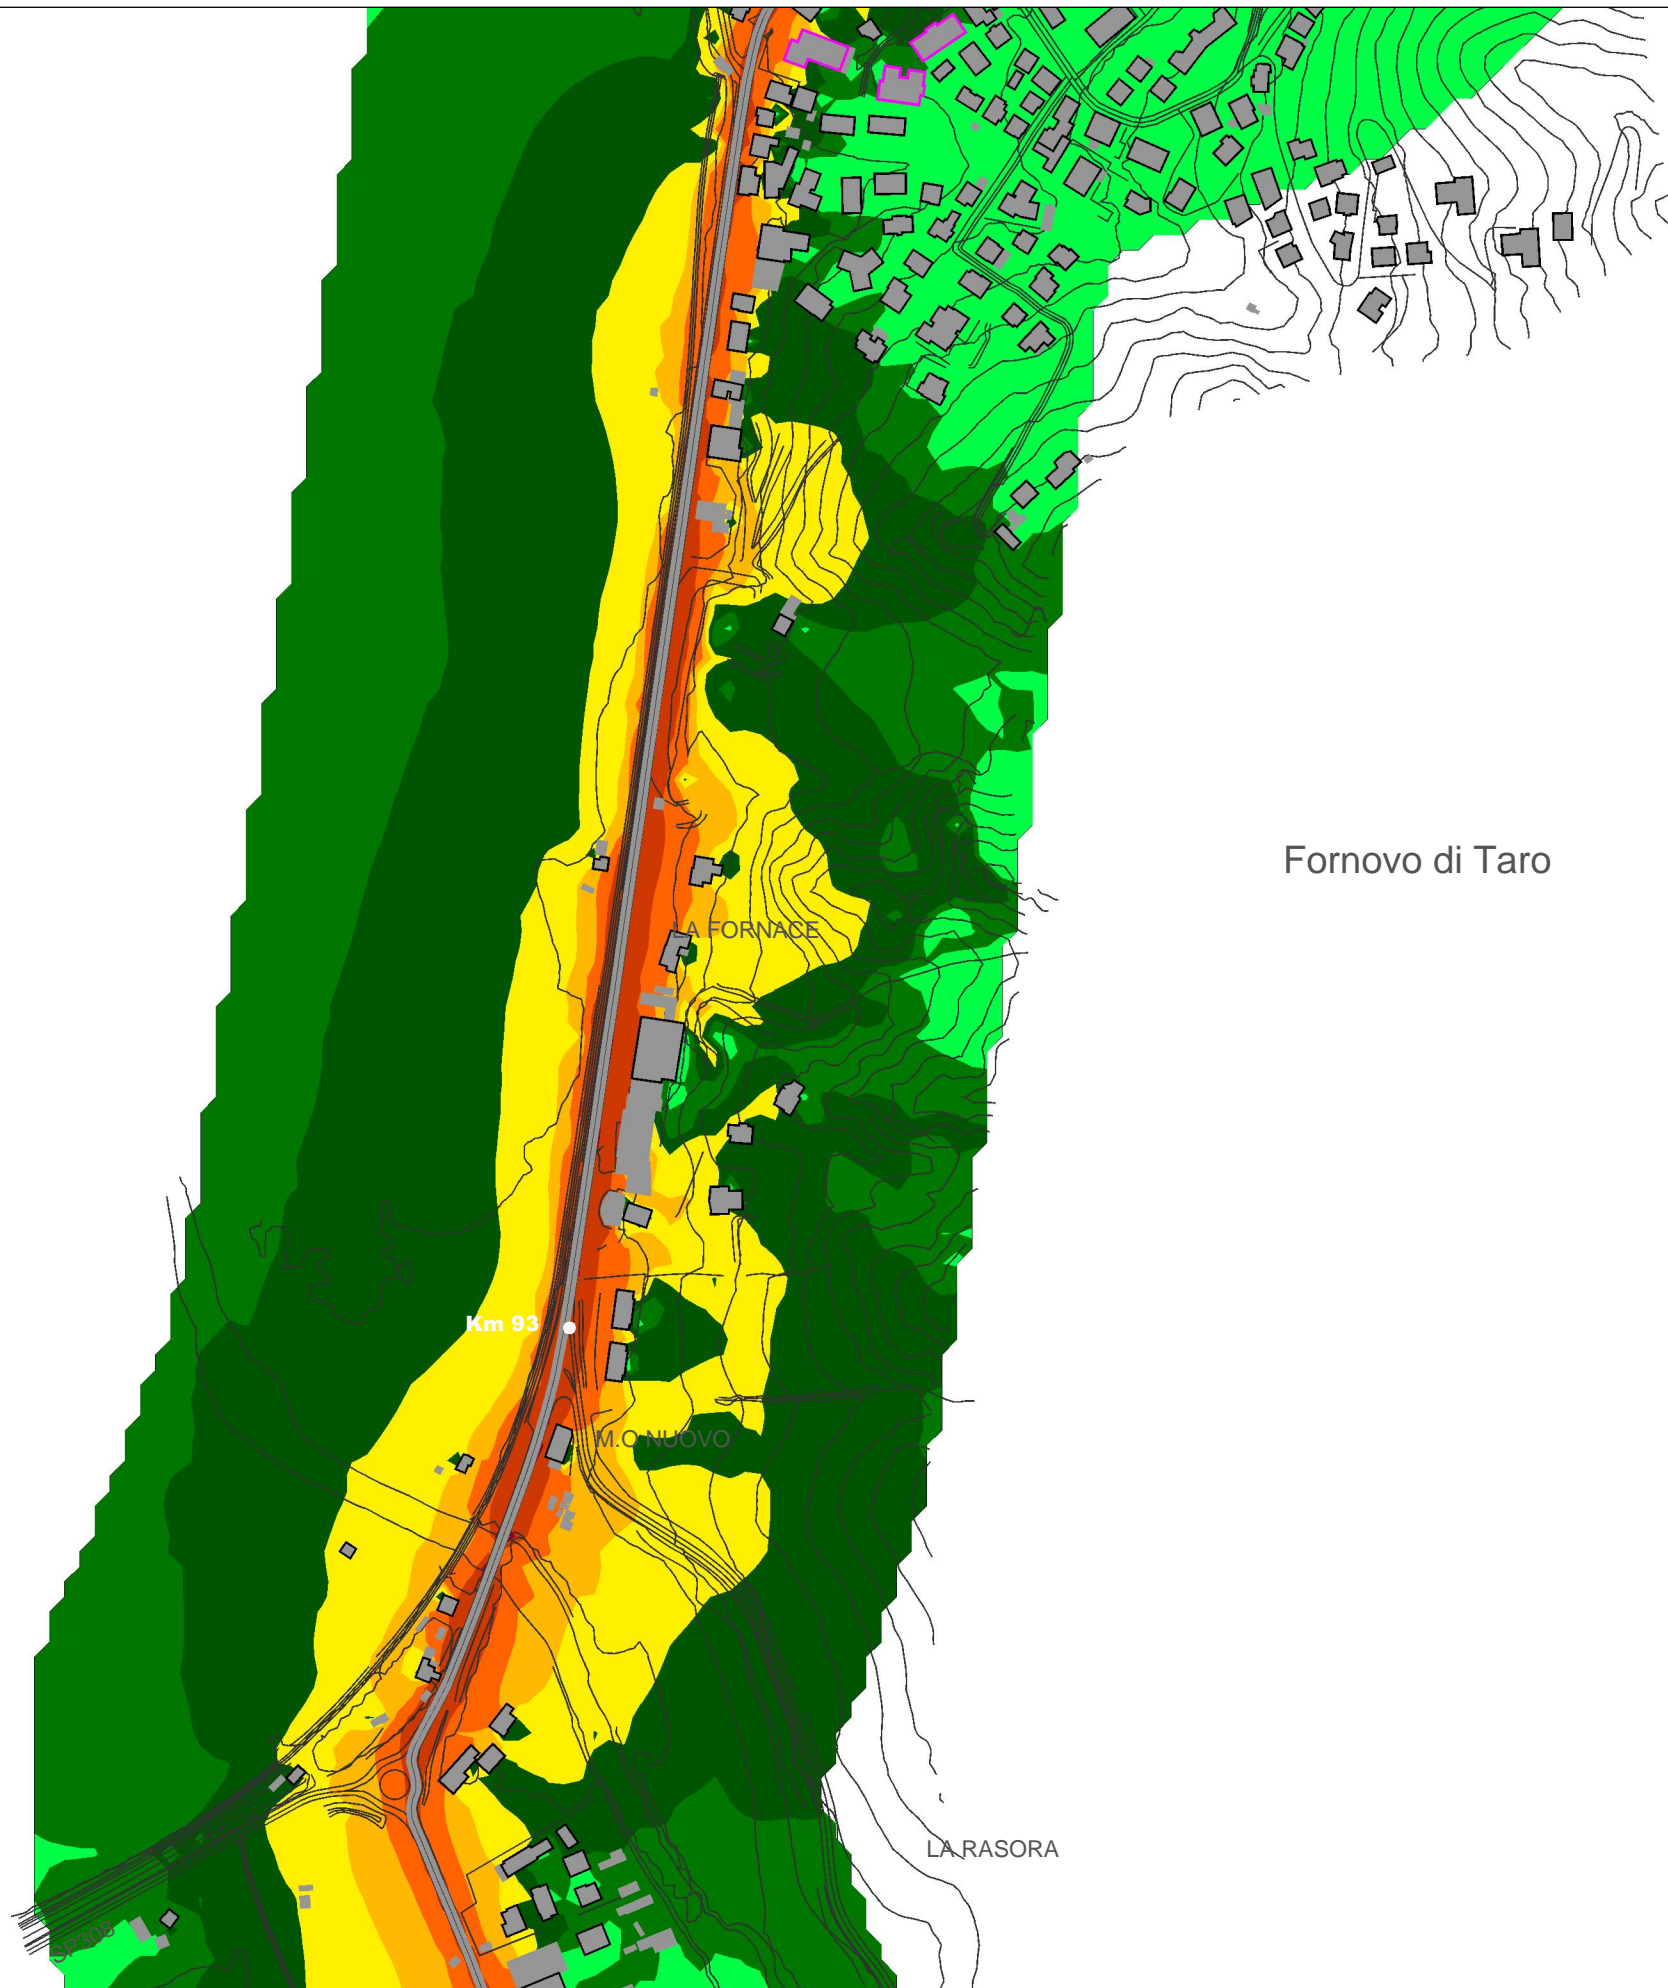 Fornovo di Taro
LA FORNACE
Km 93
M.O NUOVO
LA RASORA
SP308